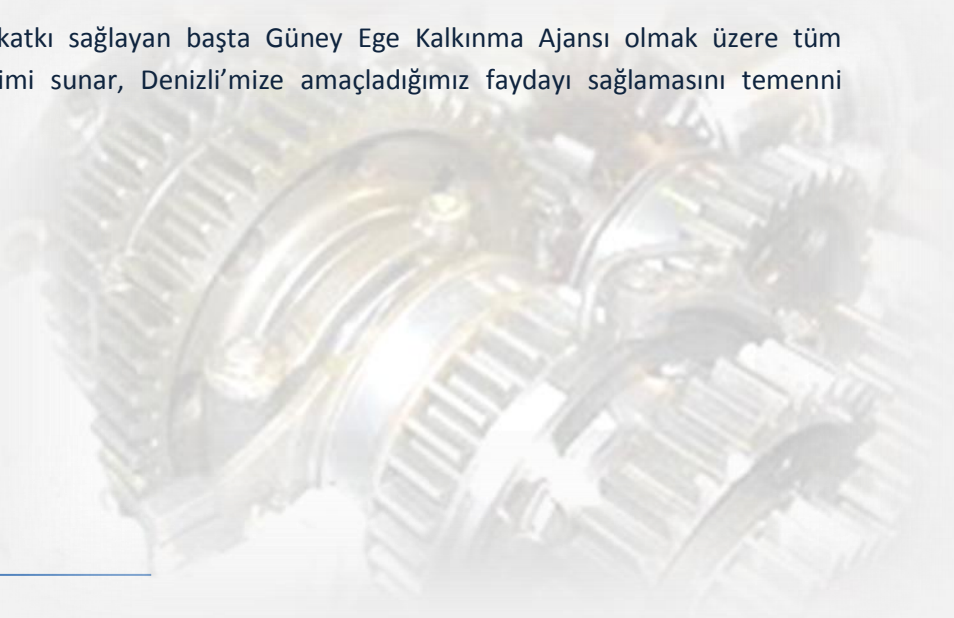 katkı sağlayan başta Güney Ege Kalkınma Ajansı olmak üzere tüm
imi sunar, Denizli’mize amaçladığımız faydayı sağlamasını temenni